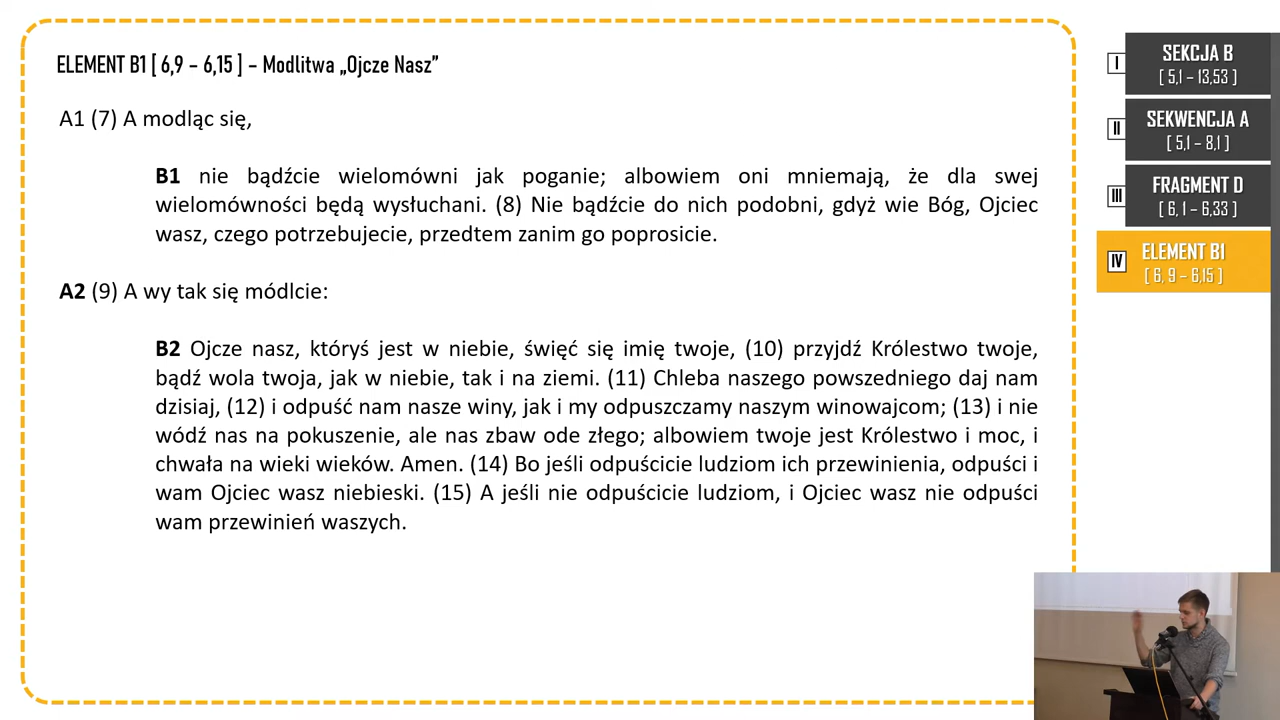 ELEMENT B1 [ 6,9 – 6,15 ] – Modlitwa „Ojcze Nasz”
A1 (7) A modląc się,
B1 nie bądźcie wielomówni jak poganie; albowiem oni mniemają, że dla swej
wielomówności będą wysłuchani. (8) Nie bądźcie do nich podobni, gdyż wie Bóg, Ojciec
wasz, czego potrzebujecie, przedtem zanim go poprosicie.
A2 (9) A wy tak się módlcie:
B2 Ojcze nasz, któryś jest w niebie, święć się imię twoje, (10) przyjdź Królestwo twoje,
bądź wola twoja, jak w niebie, tak i na ziemi. (11) Chleba naszego powszedniego daj nam
dzisiaj, (12) i odpuść nam nasze winy, jak i my odpuszczamy naszym winowajcom; (13) i nie
wódź nas na pokuszenie, ale nas zbaw ode złego; albowiem twoje jest Królestwo i moc, i
chwała na wieki wieków. Amen. (14) Bo jeśli odpuścicie ludziom ich przewinienia, odpuści i
wam Ojciec wasz niebieski. (15) A jeśli nie odpuścicie ludziom, i Ojciec wasz nie odpuści
wam przewinień waszych.
I
SEKCJA B
[ 5,1 – 13,53 ]
II
SEKWENCJA A
[ 5,1 – 8,1 ]
III
FRAGMENT D
[ 6,1 – 6,33 ]
IV
ELEMENT B1
[ 6, 9 – 6,15 ]